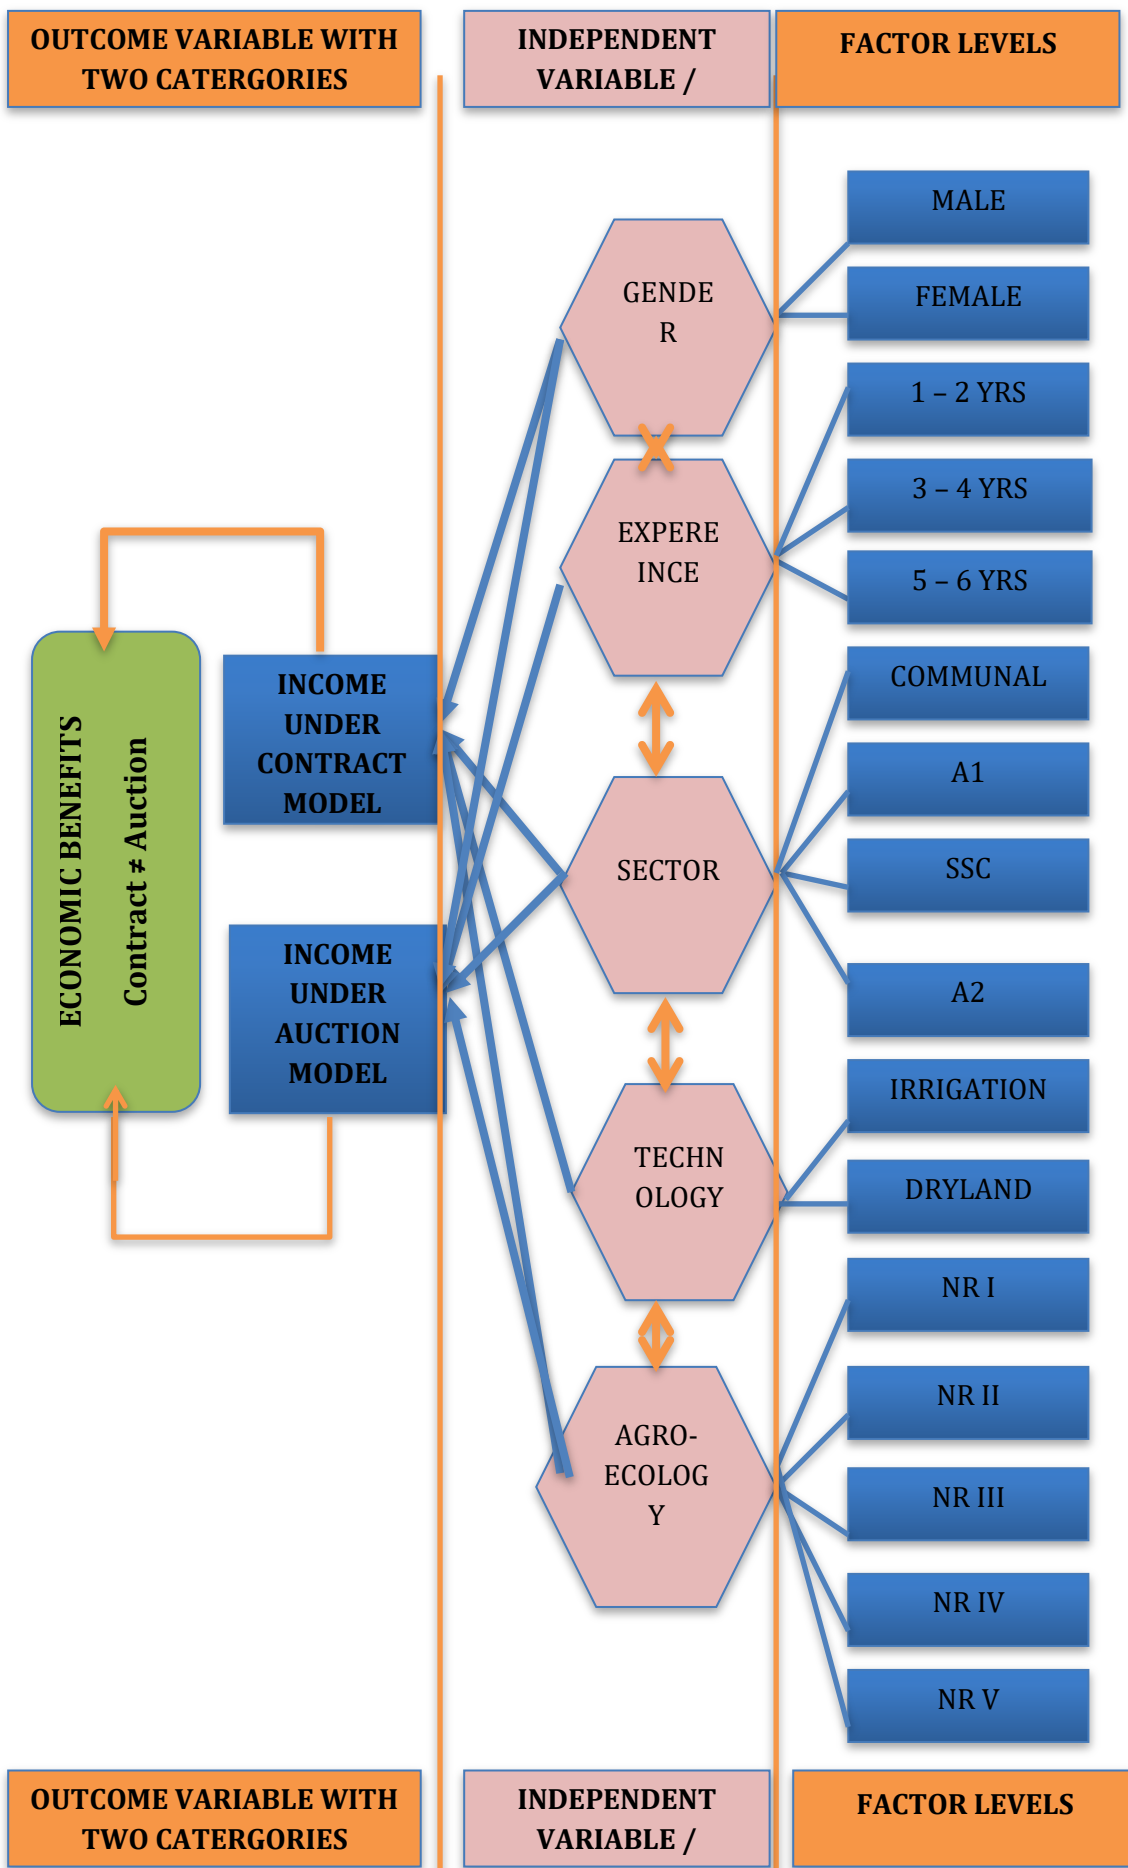 OUTCOME VARIABLE WITH
TWO CATERGORIES
INDEPENDENT
VARIABLE /
FACTOR LEVELS
MALE
FEMALE
1 – 2 YRS
3 – 4 YRS
5 – 6 YRS
COMMUNAL
A1
SSC
A2
IRRIGATION
DRYLAND
NR I
NR II
NR III
NR IV
NR V
GENDE
R
EXPERE
INCE
SECTOR
TECHN
OLOGY
AGRO-
ECOLOG
Y
INCOME
UNDER
CONTRACT
MODEL
INCOME
UNDER
AUCTION
MODEL
ECONOMIC BENEFITS
Contract ≠ Auction
OUTCOME VARIABLE WITH
TWO CATERGORIES
INDEPENDENT
VARIABLE /
FACTOR LEVELS